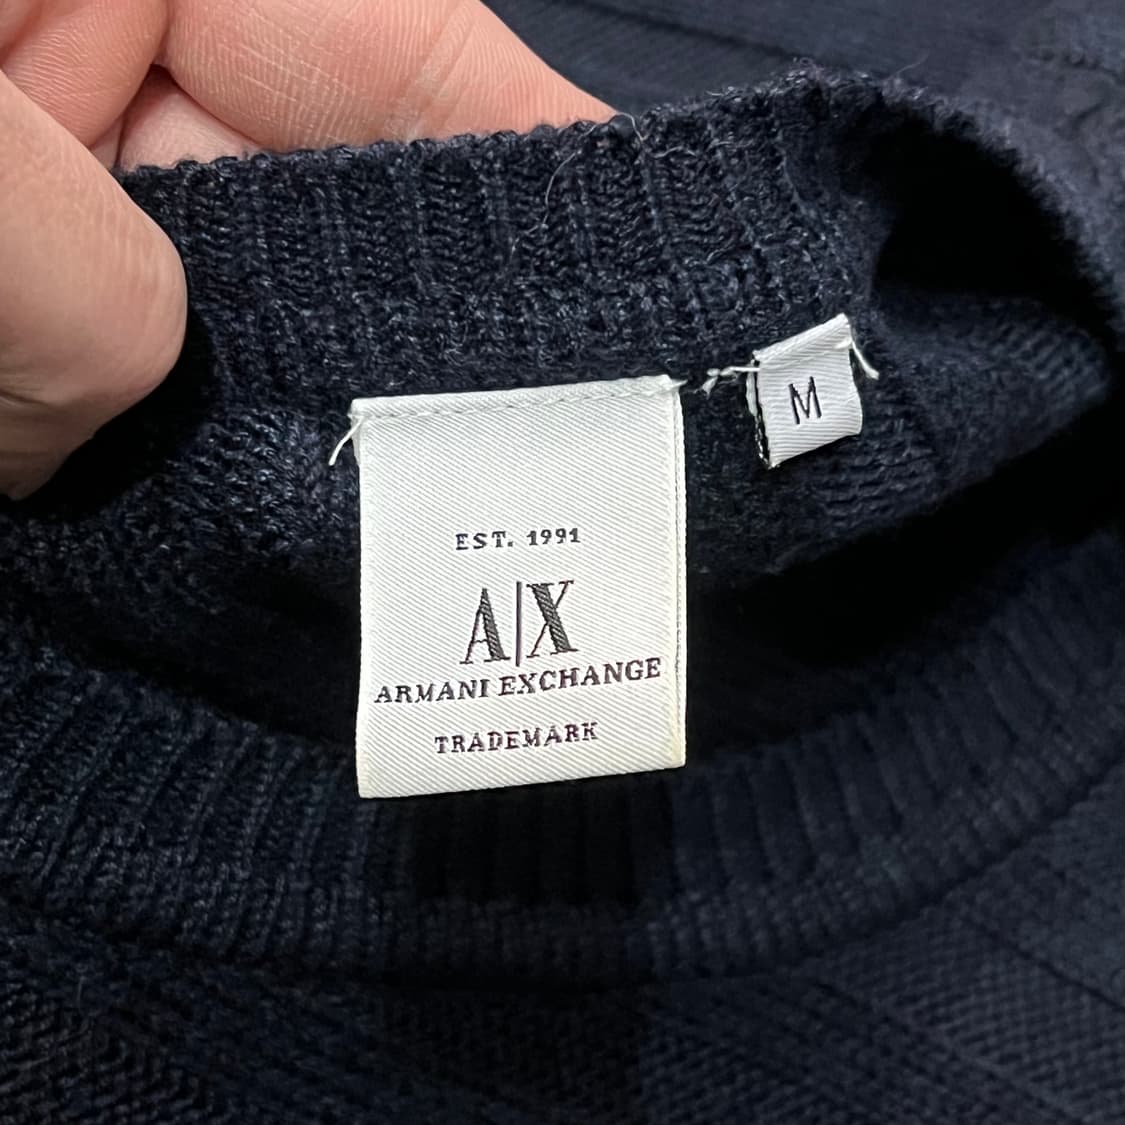 EST. 1991
A|X
ARMANI EXCHANGE
TRADEMARK
M